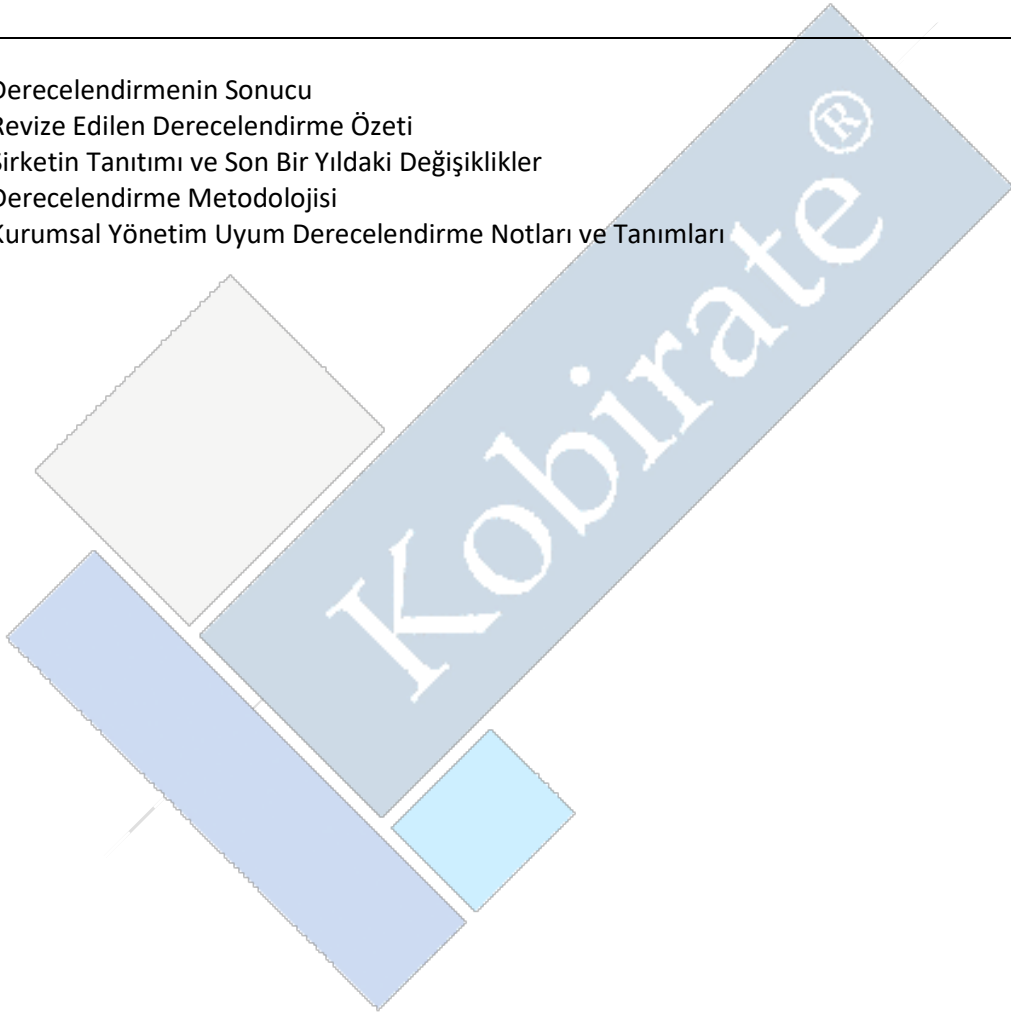 Derecelendirmenin Sonucu
Revize Edilen Derecelendirme Özeti
Şirketin Tanıtımı ve Son Bir Yıldaki Değişiklikler
Derecelendirme Metodolojisi
Kurumsal Yönetim Uyum Derecelendirme Notları ve Tanımları
Kobirate ®